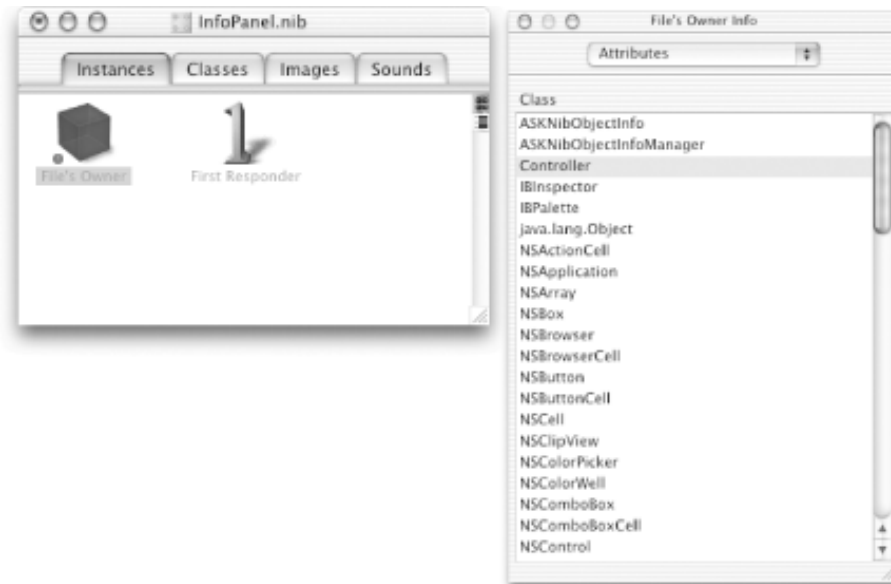 InfoPanel.nib
Instances Classes Images Sounds
File's Owner First Responder
File's Owner Info
Attributes
Class
ASKNibObjectInfo
ASKNibObjectInfoManager
Controller
IBInspector
IBPalette
java.lang.Object
NSActionCell
NSApplication
NSArray
NSBox
NSBrowser
NSBrowserCell
NSButton
NSButtonCell
NSCell
NSClipView
NSColorPicker
NSColorWell
NSComboBox
NSComboBoxCell
NSControl